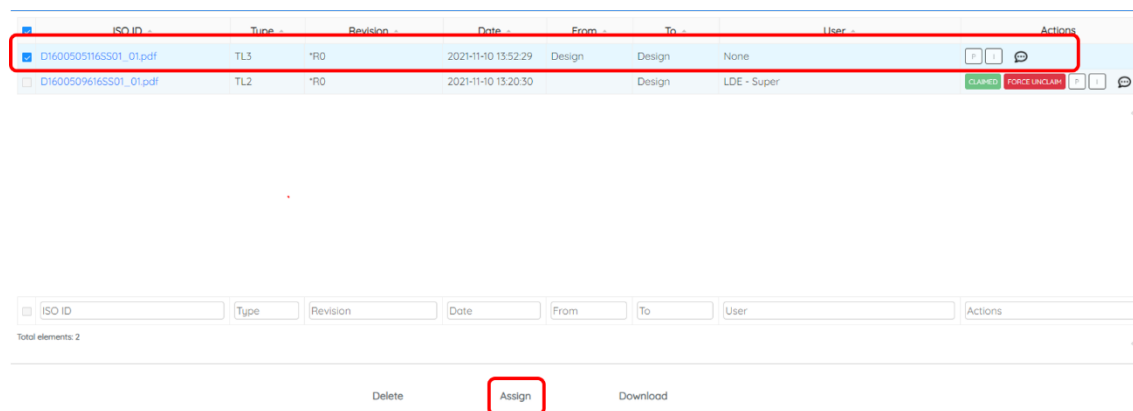 ISO ID Type Revision Date From To User Actions
D1600505116SS01_01.pdf TL3 *R0 2021-11-10 13:52:29 Design Design None P I
D1600509616SS01_01.pdf TL2 *R0 2021-11-10 13:20:30 Design LDE - Super CLAIMED FORCE UNCLAIM P I
ISO ID Type Revision Date From To User Actions
Total elements: 2
Delete Assign Download